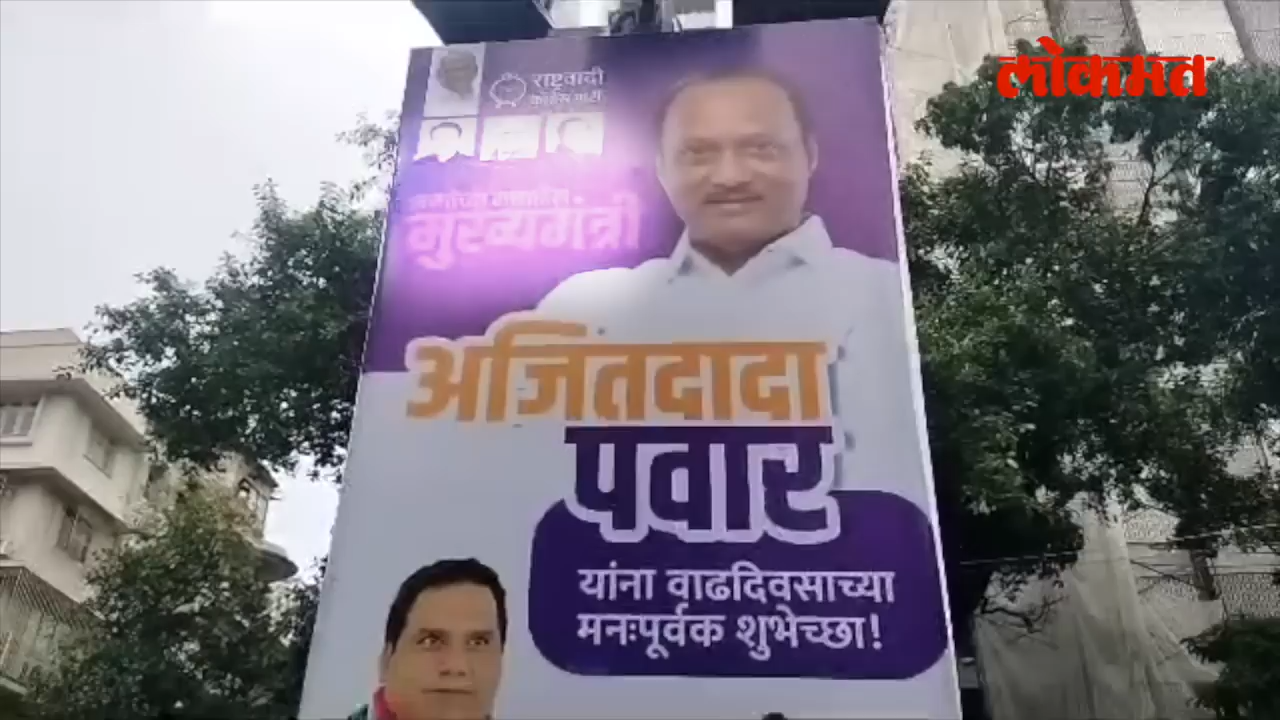 लोकमत
राष्ट्रवादी
काँग्रेस पार्टी
मुख्यमंत्री
अजितदादा
पवार
यांना वाढदिवसाच्या
मनःपूर्वक शुभेच्छा!